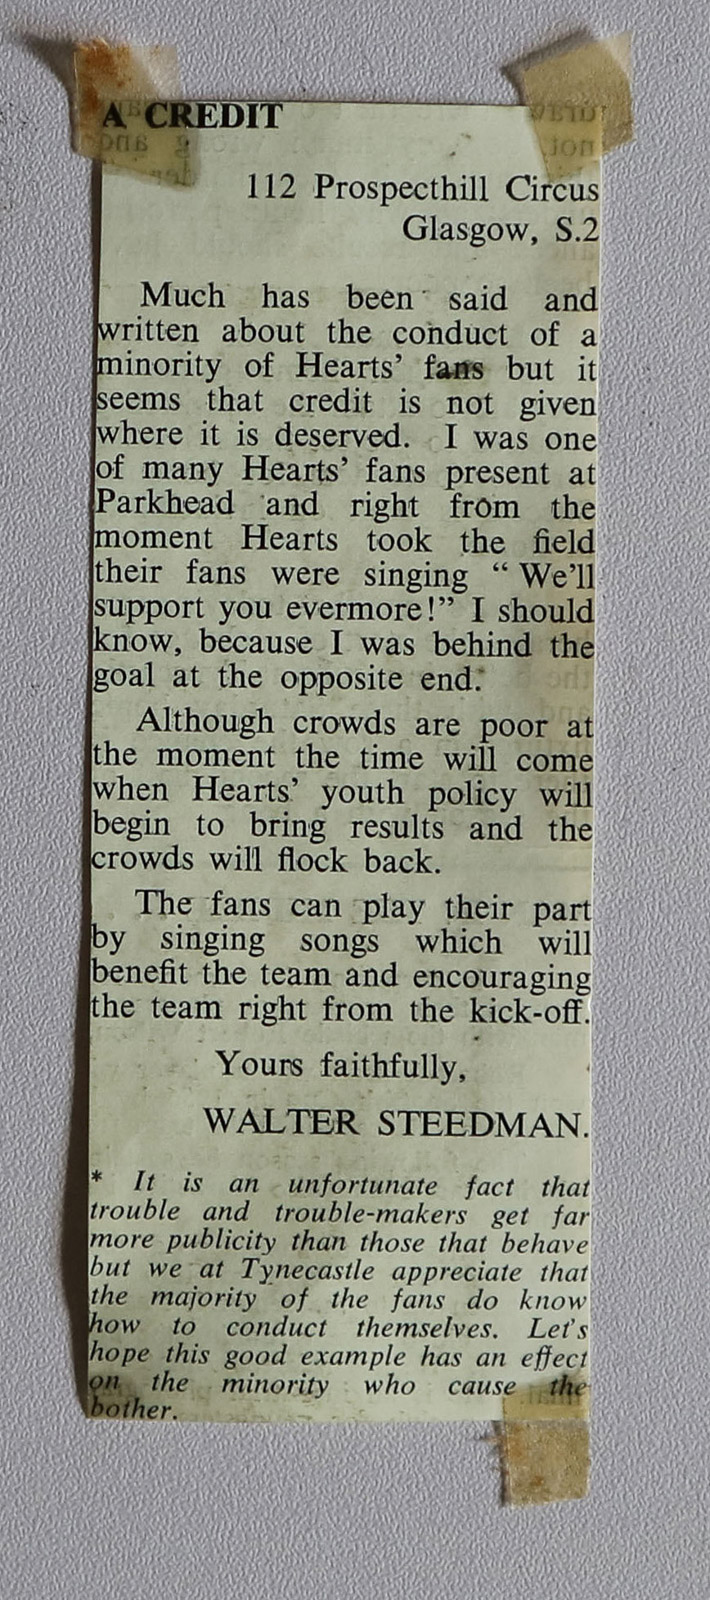 A CREDIT
112 Prospecthill Circus
Glasgow, S.2
Much has been said and
written about the conduct of a
minority of Hearts' fans but it
seems that credit is not given
where it is deserved. I was one
of many Hearts' fans present at
Parkhead and right from the
moment Hearts took the field
their fans were singing “ We'll
support you evermore!” I should
know, because I was behind the
goal at the opposite end.
Although crowds are poor at
the moment the time will come
when Hearts' youth policy will
begin to bring results and the
crowds will flock back.
The fans can play their part
by singing songs which will
benefit the team and encouraging
the team right from the kick-off.
Yours faithfully,
WALTER STEEDMAN.
* It is an unfortunate fact that
trouble and trouble-makers get far
more publicity than those that behave
but we at Tynecastle appreciate that
the majority of the fans do know
how to conduct themselves. Let's
hope this good example has an effect
on the minority who cause the
bother.